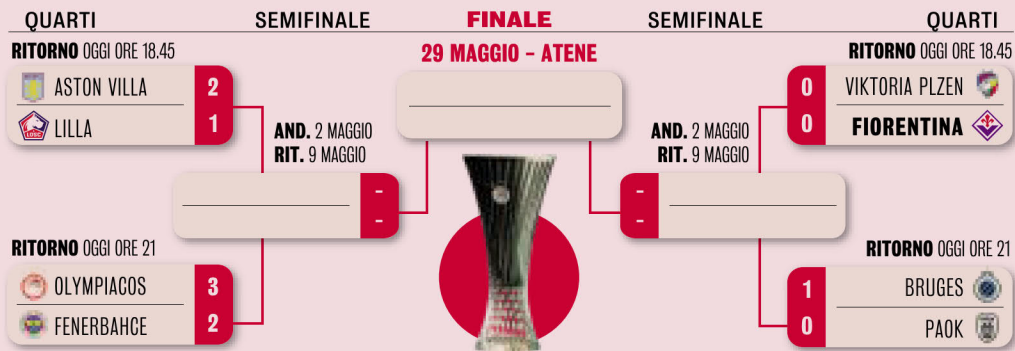 QUARTI SEMIFINALE FINALE SEMIFINALE QUARTI
29 MAGGIO - ATENE
RITORNO OGGI ORE 18.45
ASTON VILLA 2
LILLA 1
AND. 2 MAGGIO
RIT. 9 MAGGIO
-
-
RITORNO OGGI ORE 21
OLYMPIACOS 3
FENERBAHCE 2
RITORNO OGGI ORE 18.45
0 VIKTORIA PLZEN
0 FIORENTINA
AND. 2 MAGGIO
RIT. 9 MAGGIO
-
-
RITORNO OGGI ORE 21
1 BRUGES
0 PAOK